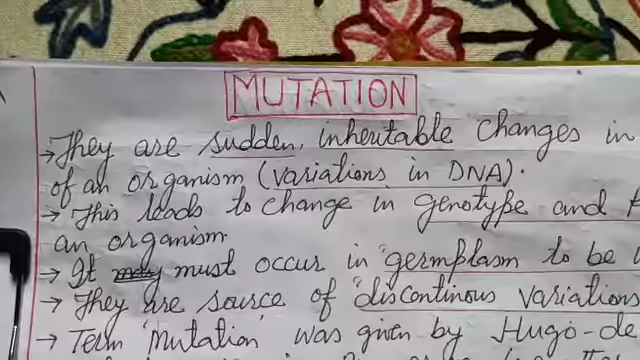 MUTATION
→ They are sudden, inheritable changes in
of an organism (variations in DNA).
→ This leads to change in genotype and
an organism
→ It must occur in "germplasm to be
→ They are source of "discontinous variations
→ Term 'mutation' was given by Hugo-de